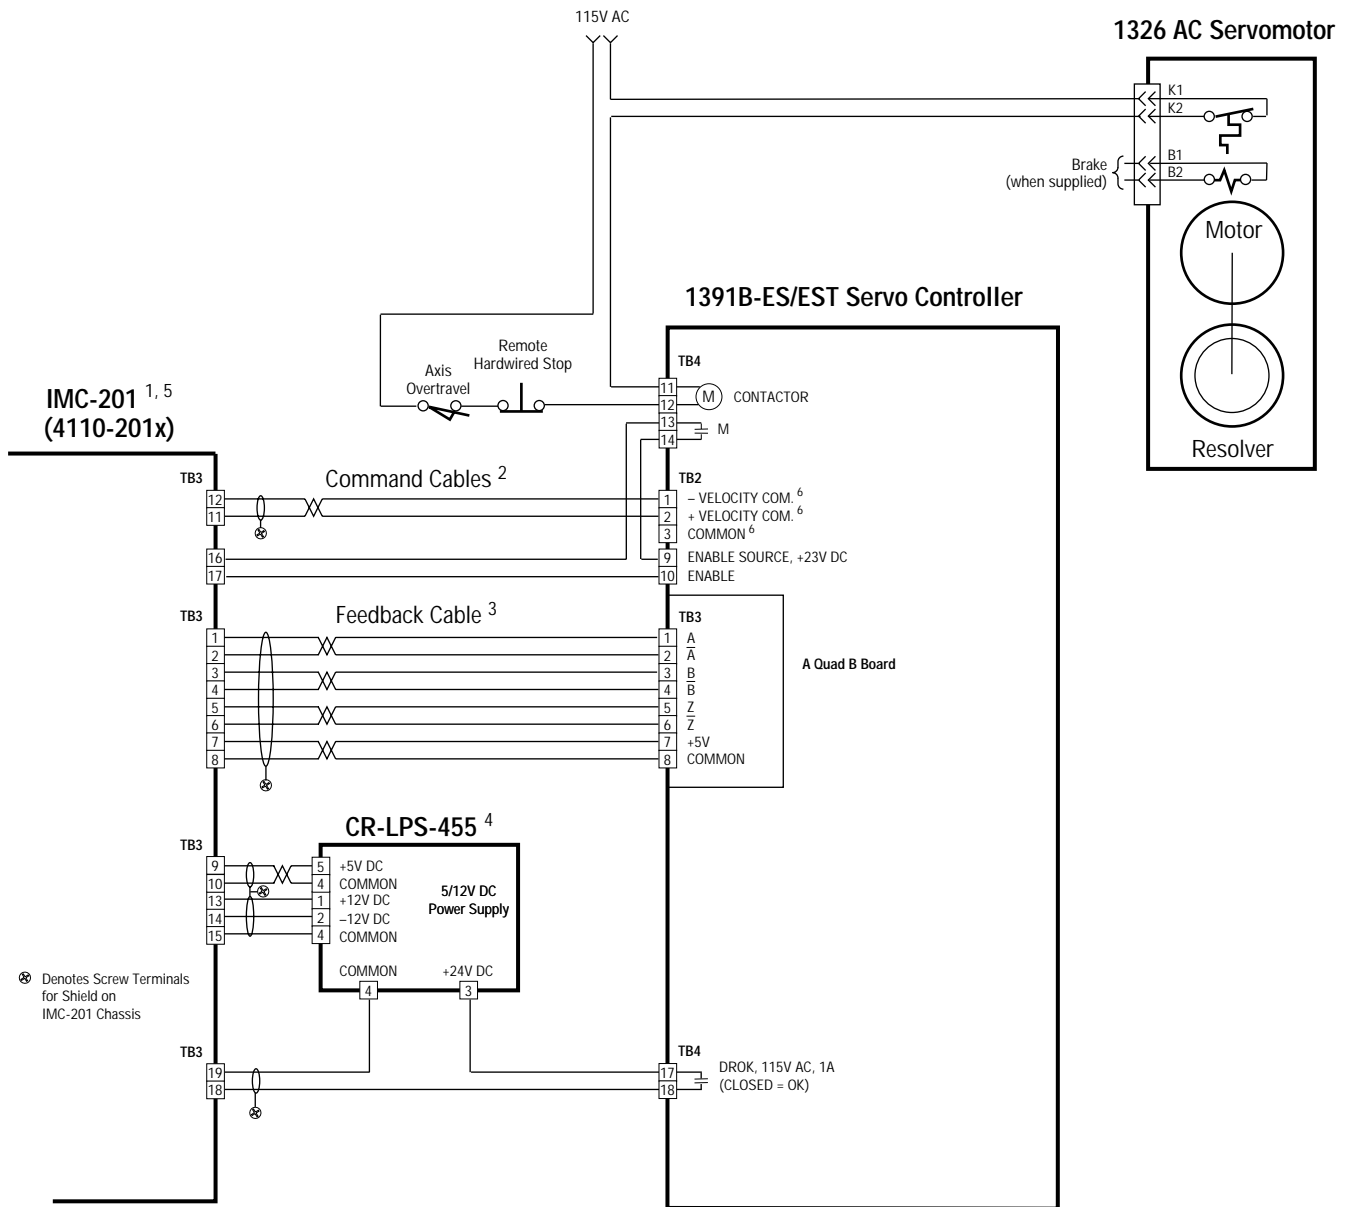 115V AC
1326 AC Servomotor
K1
K2
Brake
(when supplied)
B1
B2
Motor
Resolver
1391B-ES/EST Servo Controller
Remote
Hardwired Stop
Axis
Overtravel
TB4
11
12
13
14
M
CONTACTOR
M
IMC-201 1, 5
(4110-201x)
TB3
Command Cables 2
12
11
16
17
TB2
1 – VELOCITY COM. 6
2 + VELOCITY COM. 6
3 COMMON 6
9 ENABLE SOURCE, +23V DC
10 ENABLE
TB3
Feedback Cable 3
1
2
3
4
5
6
7
8
TB3
1 A
2 A̅
3 B
4 B̅
5 Z
6 Z̅
7 +5V
8 COMMON
A Quad B Board
CR-LPS-455 4
TB3
9
10
13
14
15
5 +5V DC
4 COMMON
1 +12V DC
2 –12V DC
4 COMMON
5/12V DC
Power Supply
COMMON
4
+24V DC
3
Denotes Screw Terminals
for Shield on
IMC-201 Chassis
TB3
19
18
TB4
17
18
DROK, 115V AC, 1A
(CLOSED = OK)